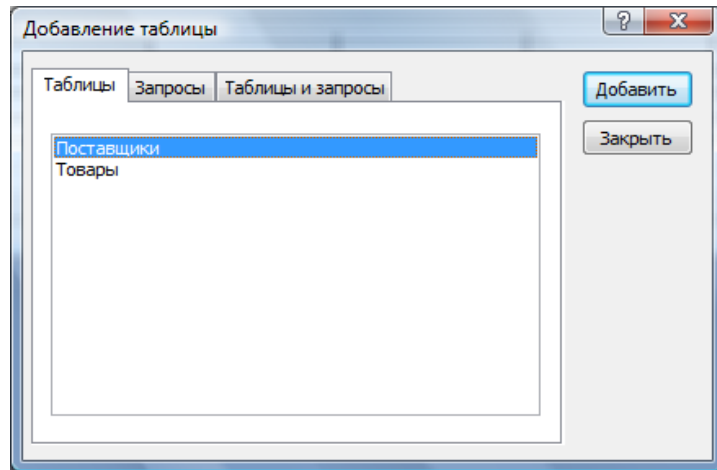 Добавление таблицы
Таблицы Запросы Таблицы и запросы
Добавить
Поставщики
Закрыть
Товары